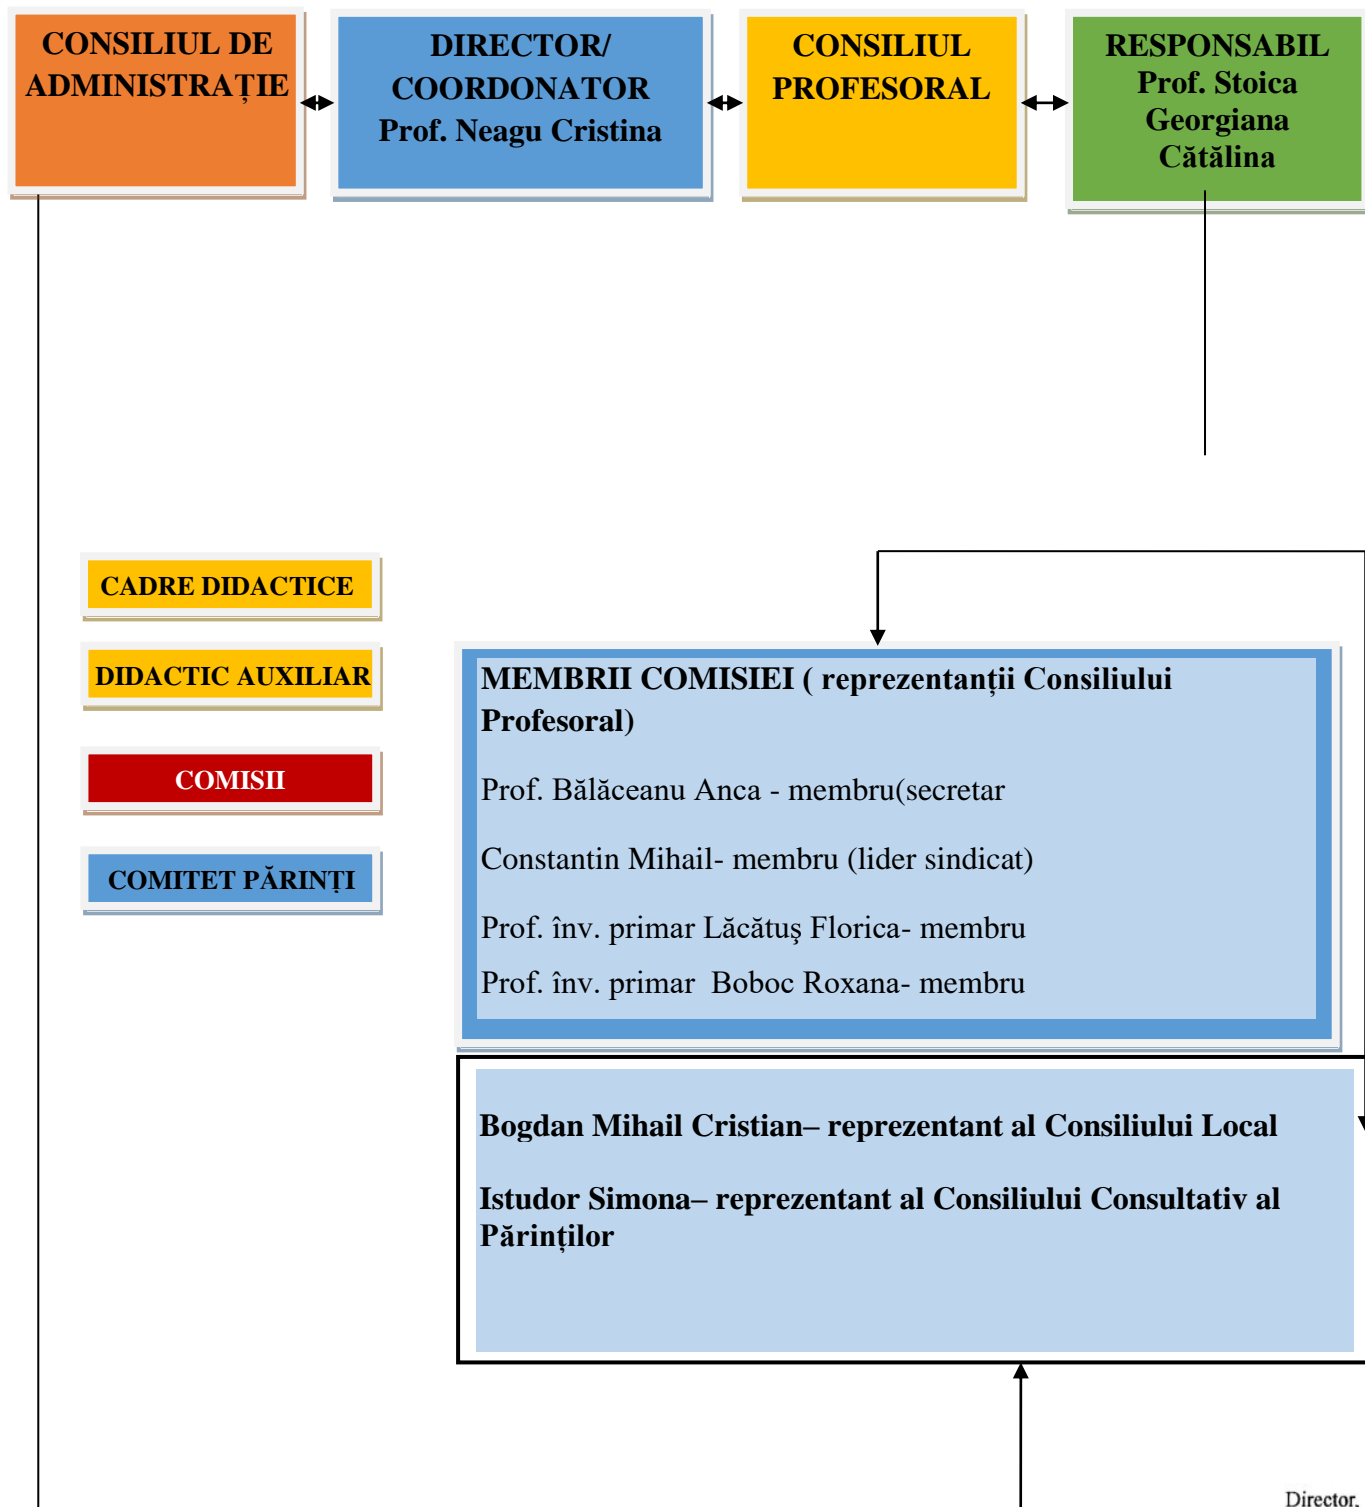 CONSILIUL DE
ADMINISTRAȚIE
DIRECTOR/
COORDONATOR
Prof. Neagu Cristina
CONSILIUL
PROFESORAL
RESPONSABIL
Prof. Stoica
Georgiana
Cătălina
CADRE DIDACTICE
DIDACTIC AUXILIAR
COMISII
COMITET PĂRINȚI
MEMBRII COMISIEI ( reprezentanții Consiliului
Profesoral)
Prof. Bălăceanu Anca - membru(secretar
Constantin Mihail- membru (lider sindicat)
Prof. înv. primar Lăcătuş Florica- membru
Prof. înv. primar  Boboc Roxana- membru
Bogdan Mihail Cristian– reprezentant al Consiliului Local
Istudor Simona– reprezentant al Consiliului Consultativ al
Părinților
Director,